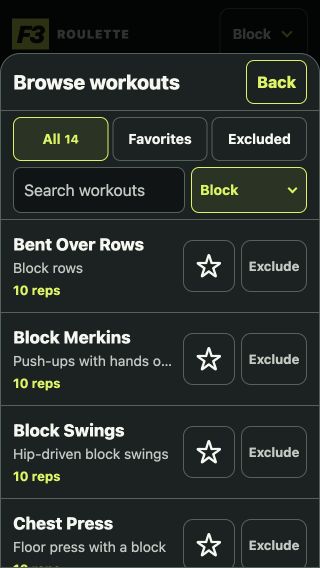 F3 ROULETTE Block
Browse workouts Back
All 14 Favorites Excluded
Search workouts Block
Bent Over Rows
Block rows
10 reps
Exclude
Block Merkins
Push-ups with hands o...
10 reps
Exclude
Block Swings
Hip-driven block swings
10 reps
Exclude
Chest Press
Floor press with a block
10 reps
Exclude